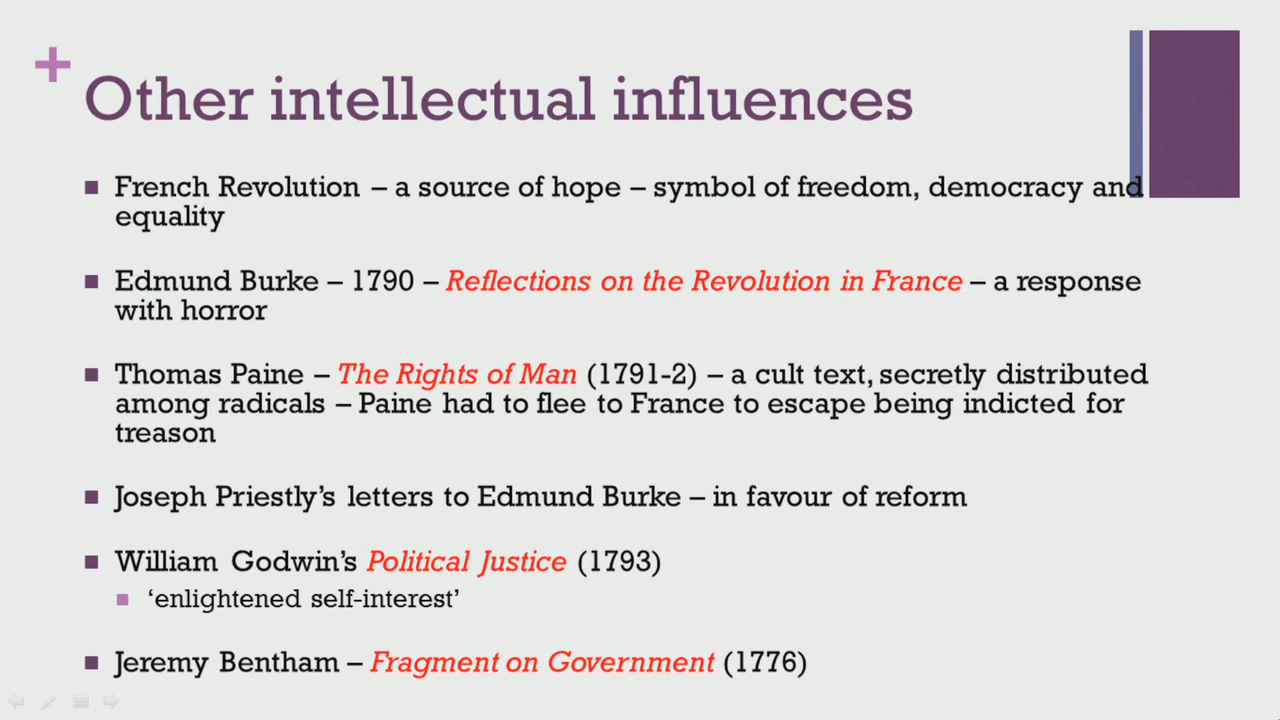 Other intellectual influences
French Revolution – a source of hope – symbol of freedom, democracy and
equality
Edmund Burke – 1790 – Reflections on the Revolution in France – a response
with horror
Thomas Paine – The Rights of Man (1791-2) – a cult text, secretly distributed
among radicals – Paine had to flee to France to escape being indicted for
treason
Joseph Priestly’s letters to Edmund Burke – in favour of reform
William Godwin’s Political Justice (1793)
‘enlightened self-interest’
Jeremy Bentham – Fragment on Government (1776)